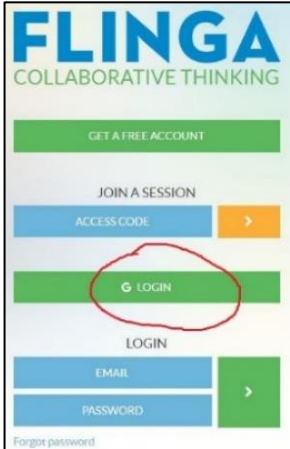 FLINGA
COLLABORATIVE THINKING
GET A FREE ACCOUNT
JOIN A SESSION
ACCESS CODE
G LOGIN
LOGIN
EMAIL
PASSWORD
Forgot password